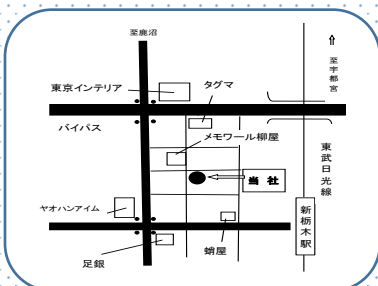 至鹿沼
至宇都宮
東京インテリア
タグマ
バイパス
メモワール柳屋
東武日光線
当社
ヤオハンアイム
新栃木駅
蛸屋
足銀